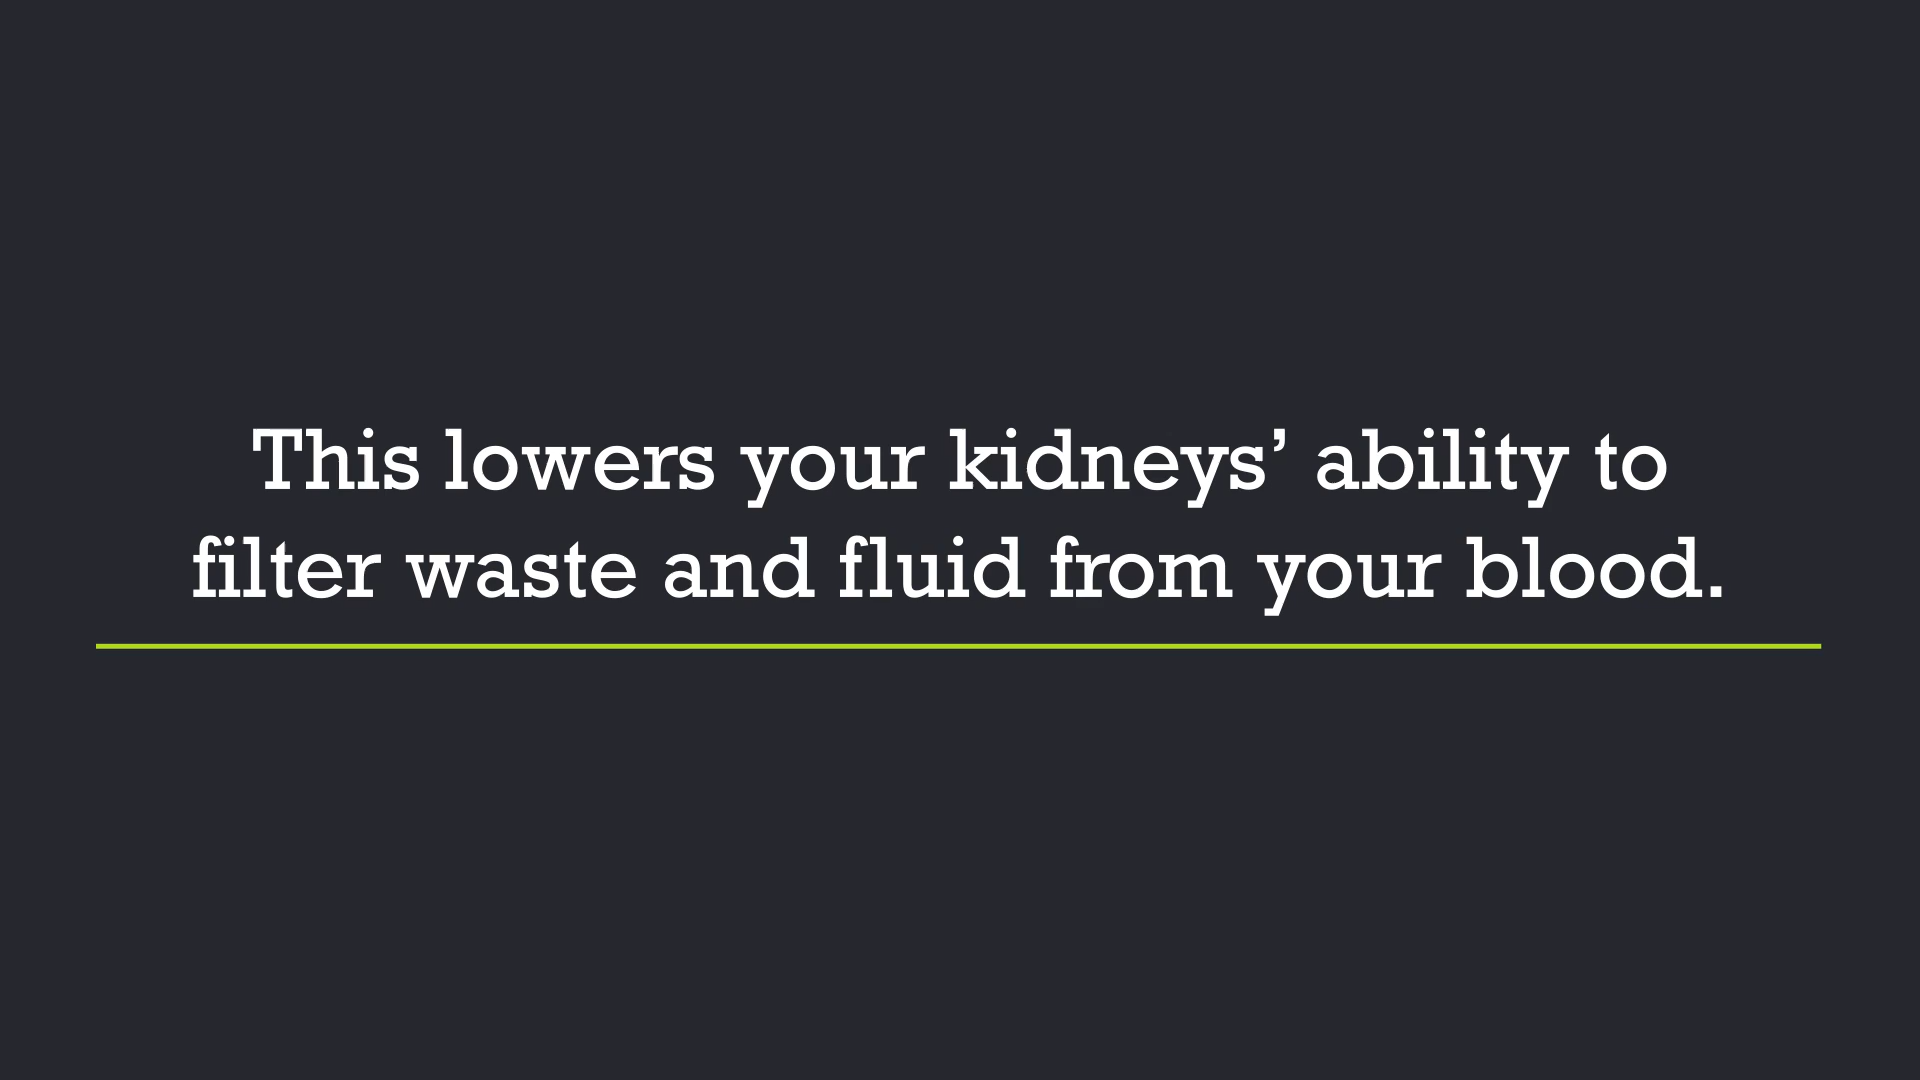 This lowers your kidneys’ ability to
filter waste and fluid from your blood.